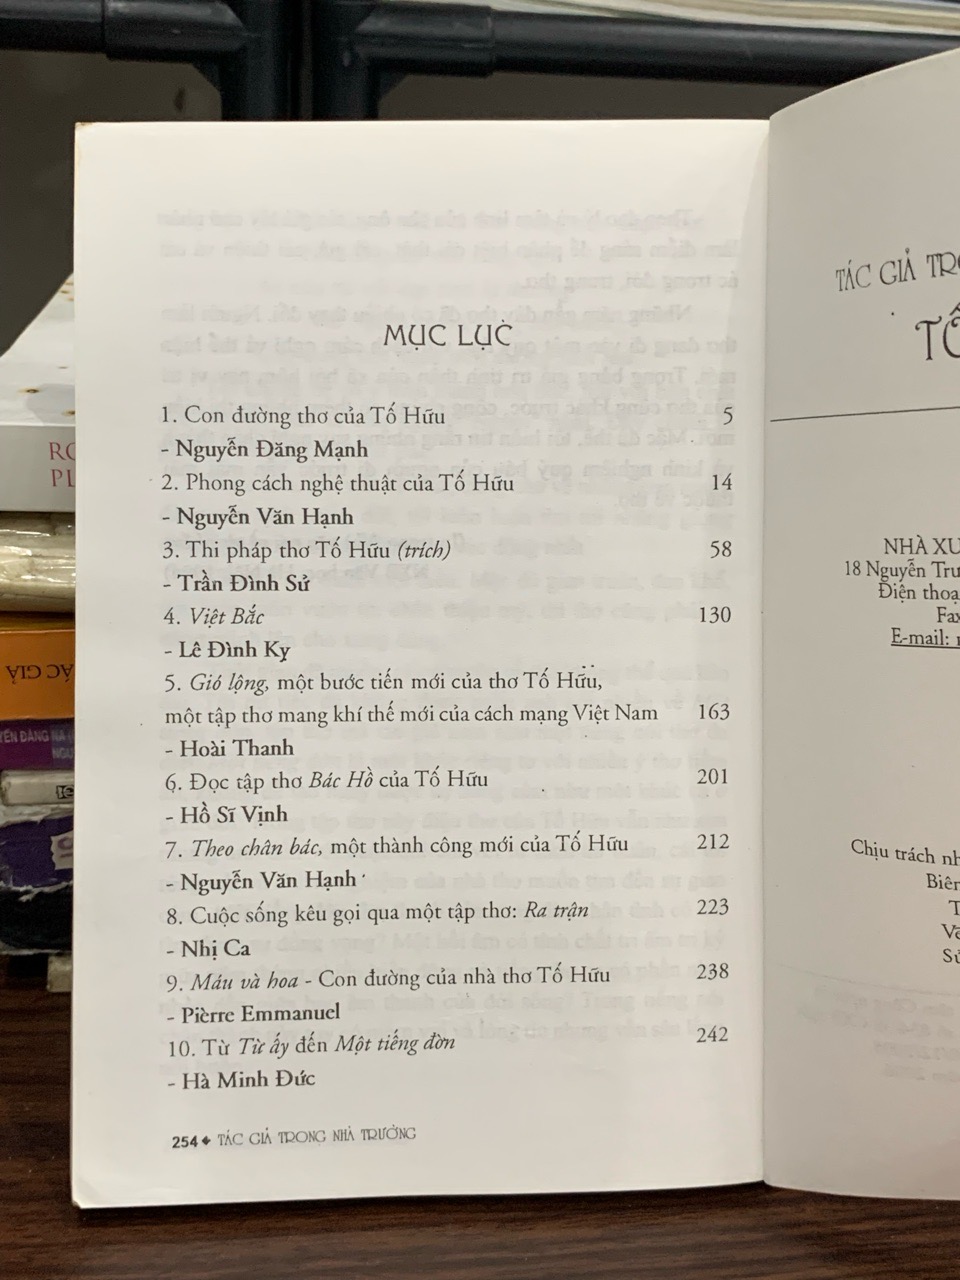 MỤC LỤC
1. Con đường thơ của Tố Hữu 5
- Nguyễn Đăng Mạnh
2. Phong cách nghệ thuật của Tố Hữu 14
- Nguyễn Văn Hạnh
3. Thi pháp thơ Tố Hữu (trích) 58
- Trần Đình Sử
4. Việt Bắc 130
- Lê Đình Kỵ
5. Gió lộng, một bước tiến mới của thơ Tố Hữu,
một tập thơ mang khí thế mới của cách mạng Việt Nam 163
- Hoài Thanh
6. Đọc tập thơ Bác Hồ của Tố Hữu 201
- Hồ Sĩ Vịnh
7. Theo chân bác, một thành công mới của Tố Hữu 212
- Nguyễn Văn Hạnh
8. Cuộc sống kêu gọi qua một tập thơ: Ra trận 223
- Nhị Ca
9. Máu và hoa - Con đường của nhà thơ Tố Hữu 238
- Pièrre Emmanuel
10. Từ Từ ấy đến Một tiếng đờn 242
- Hà Minh Đức
254 TÁC GIẢ TRONG NHÀ TRƯỜNG
TÁC GIẢ
TỐ
NHÀ
18 Nguyễn
Điện
Fax
E-mail:
Chịu trách
Biên
ÁC GIẢ